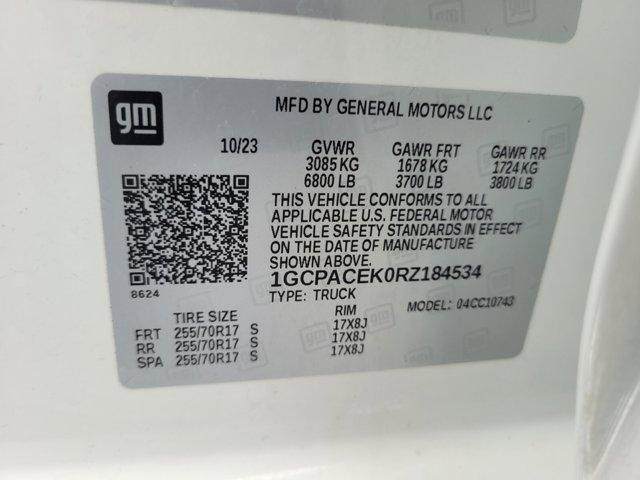 gm
MFD BY GENERAL MOTORS LLC
10/23 GVWR GAWR FRT GAWR RR
3085 KG 1678 KG 1724 KG
6800 LB 3700 LB 3800 LB
THIS VEHICLE CONFORMS TO ALL
APPLICABLE U.S. FEDERAL MOTOR
VEHICLE SAFETY STANDARDS IN EFFECT
ON THE DATE OF MANUFACTURE
SHOWN ABOVE.
1GCPACEK0RZ184534
8624
TYPE: TRUCK MODEL: 04CC10743
TIRE SIZE RIM
FRT 255/70R17 S 17X8J
RR 255/70R17 S 17X8J
SPA 255/70R17 S 17X8J